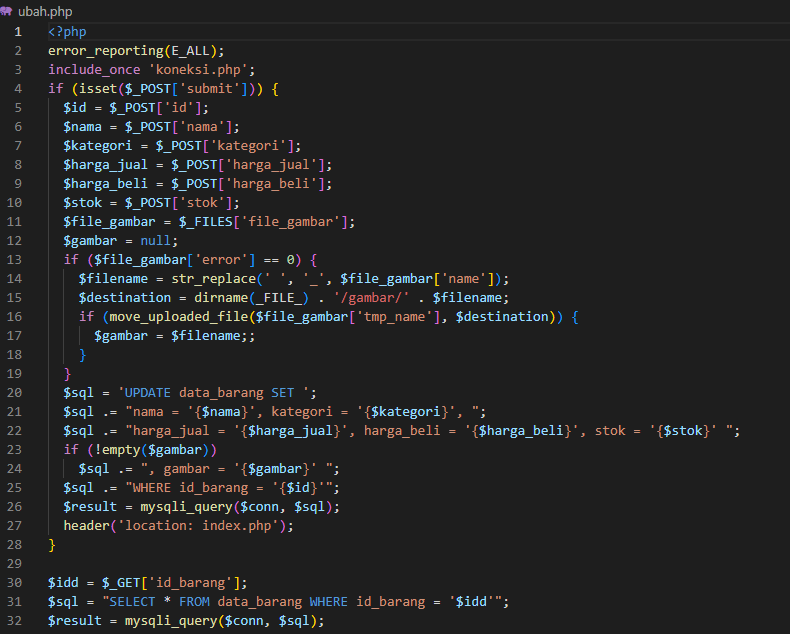 ubah.php
1 <?php
2 error_reporting(E_ALL);
3 include_once 'koneksi.php';
4 if (isset($_POST['submit'])) {
5   $id = $_POST['id'];
6   $nama = $_POST['nama'];
7   $kategori = $_POST['kategori'];
8   $harga_jual = $_POST['harga_jual'];
9   $harga_beli = $_POST['harga_beli'];
10   $stok = $_POST['stok'];
11   $file_gambar = $_FILES['file_gambar'];
12   $gambar = null;
13   if ($file_gambar['error'] == 0) {
14     $filename = str_replace(' ', '_', $file_gambar['name']);
15     $destination = dirname(_FILE_) . '/gambar/' . $filename;
16     if (move_uploaded_file($file_gambar['tmp_name'], $destination)) {
17       $gambar = $filename;;
18     }
19   }
20   $sql = 'UPDATE data_barang SET ';
21   $sql .= "nama = '{$nama}', kategori = '{$kategori}', ";
22   $sql .= "harga_jual = '{$harga_jual}', harga_beli = '{$harga_beli}', stok = '{$stok}' ";
23   if (!empty($gambar))
24     $sql .= ", gambar = '{$gambar}' ";
25   $sql .= "WHERE id_barang = '{$id}'";
26   $result = mysqli_query($conn, $sql);
27   header('location: index.php');
28 }
29
30 $idd = $_GET['id_barang'];
31 $sql = "SELECT * FROM data_barang WHERE id_barang = '$idd'";
32 $result = mysqli_query($conn, $sql);